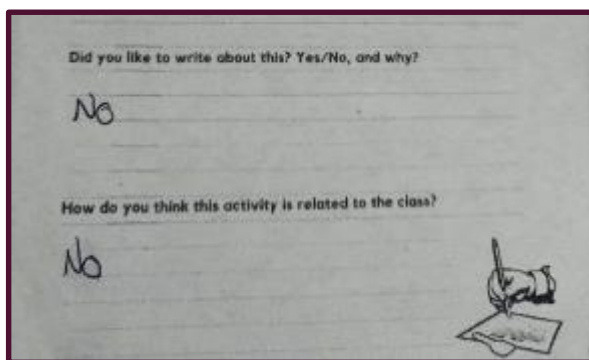 Did you like to write about this? Yes/No, and why?
No
How do you think this activity is related to the class?
No